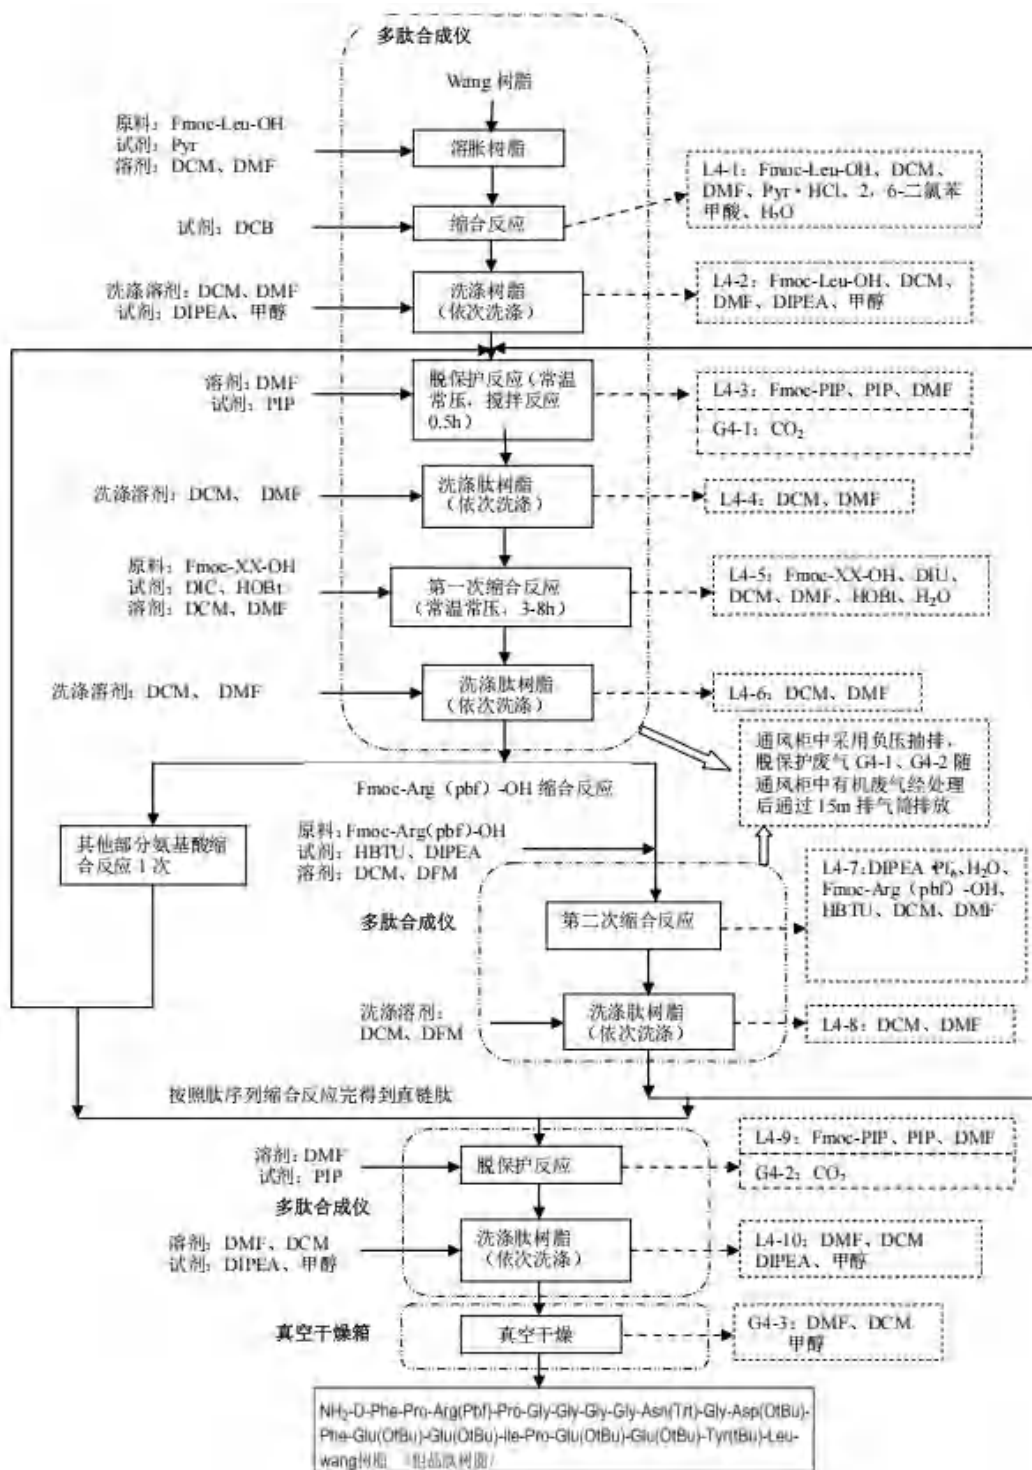 多肽合成仪
Wang 树脂
原料：Fmoc-Leu-OH
试剂：Pyr
溶剂：DCM、DMF
溶胀树脂
L4-1：Fmoc-Leu-OH、DCM、
DMF、Pyr·HCl、2，6-二氯苯
甲酸、H₂O
试剂：DCB
缩合反应
洗涤溶剂：DCM、DMF
试剂：DIPEA、甲醇
洗涤树脂
（依次洗涤）
L4-2：Fmoc-Leu-OH、DCM、
DMF、DIPEA、甲醇
溶剂：DMF
试剂：PIP
脱保护反应（常温
常压，搅拌反应
0.5h）
L4-3：Fmoc-PIP、PIP、DMF
G4-1：CO₂
洗涤溶剂：DCM、 DMF
洗涤肽树脂
（依次洗涤）
L4-4：DCM、DMF
原料：Fmoc-XX-OH
试剂：DIC、HOBt
溶剂：DCM、DMF
第一次缩合反应
（常温常压，3-8h）
L4-5：Fmoc-XX-OH、DIU、
DCM、DMF、HOBt、H₂O
洗涤溶剂：DCM、 DMF
洗涤肽树脂
（依次洗涤）
L4-6：DCM、DMF
通风柜中采用负压抽排，
脱保护废气 G4-1、G4-2 随
通风柜中有机废气经处理
后通过 15m 排气筒排放
Fmoc-Arg（pbf）-OH 缩合反应
其他部分氨基酸缩
合反应 1 次
原料：Fmoc-Arg(pbf)-OH
试剂：HBTU、DIPEA
溶剂：DCM、DFM
L4-7：DIPEA·Pf₆、H₂O、
Fmoc-Arg（pbf）-OH、
HBTU、DCM、DMF
多肽合成仪
第二次缩合反应
洗涤溶剂：
DCM、DFM
洗涤肽树脂
（依次洗涤）
L4-8：DCM、DMF
按照肽序列缩合反应完得到直链肽
溶剂：DMF
试剂：PIP
脱保护反应
L4-9：Fmoc-PIP、PIP、DMF
G4-2：CO₂
多肽合成仪
溶剂：DMF、DCM
试剂：DIPEA、甲醇
洗涤肽树脂
（依次洗涤）
L4-10：DMF、DCM
DIPEA、甲醇
真空干燥箱
真空干燥
G4-3：DMF、DCM
甲醇
NH₂-D-Phe-Pro-Arg(Pbf)-Pro-Gly-Gly-Gly-Gly-Asn(Trt)-Gly-Asp(OtBu)-
Phe-Glu(OtBu)-Glu(OtBu)-Ile-Pro-Glu(OtBu)-Glu(OtBu)-Tyr(tBu)-Leu-
wang树脂 （粗品肽树脂）